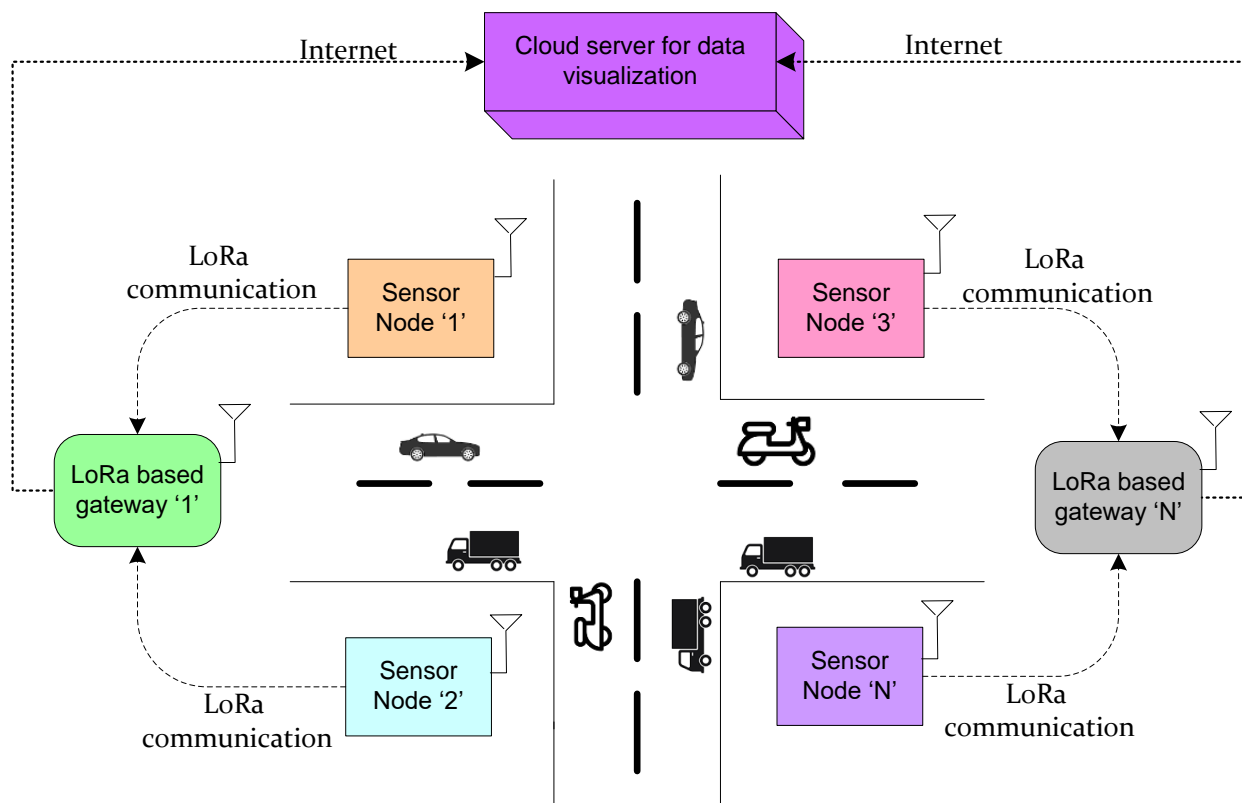 Internet
Cloud server for data
visualization
Internet
LoRa
communication
Sensor
Node ‘1’
Sensor
Node ‘3’
LoRa
communication
LoRa based
gateway ‘1’
LoRa based
gateway ‘N’
Sensor
Node ‘2’
Sensor
Node ‘N’
LoRa
communication
LoRa
communication